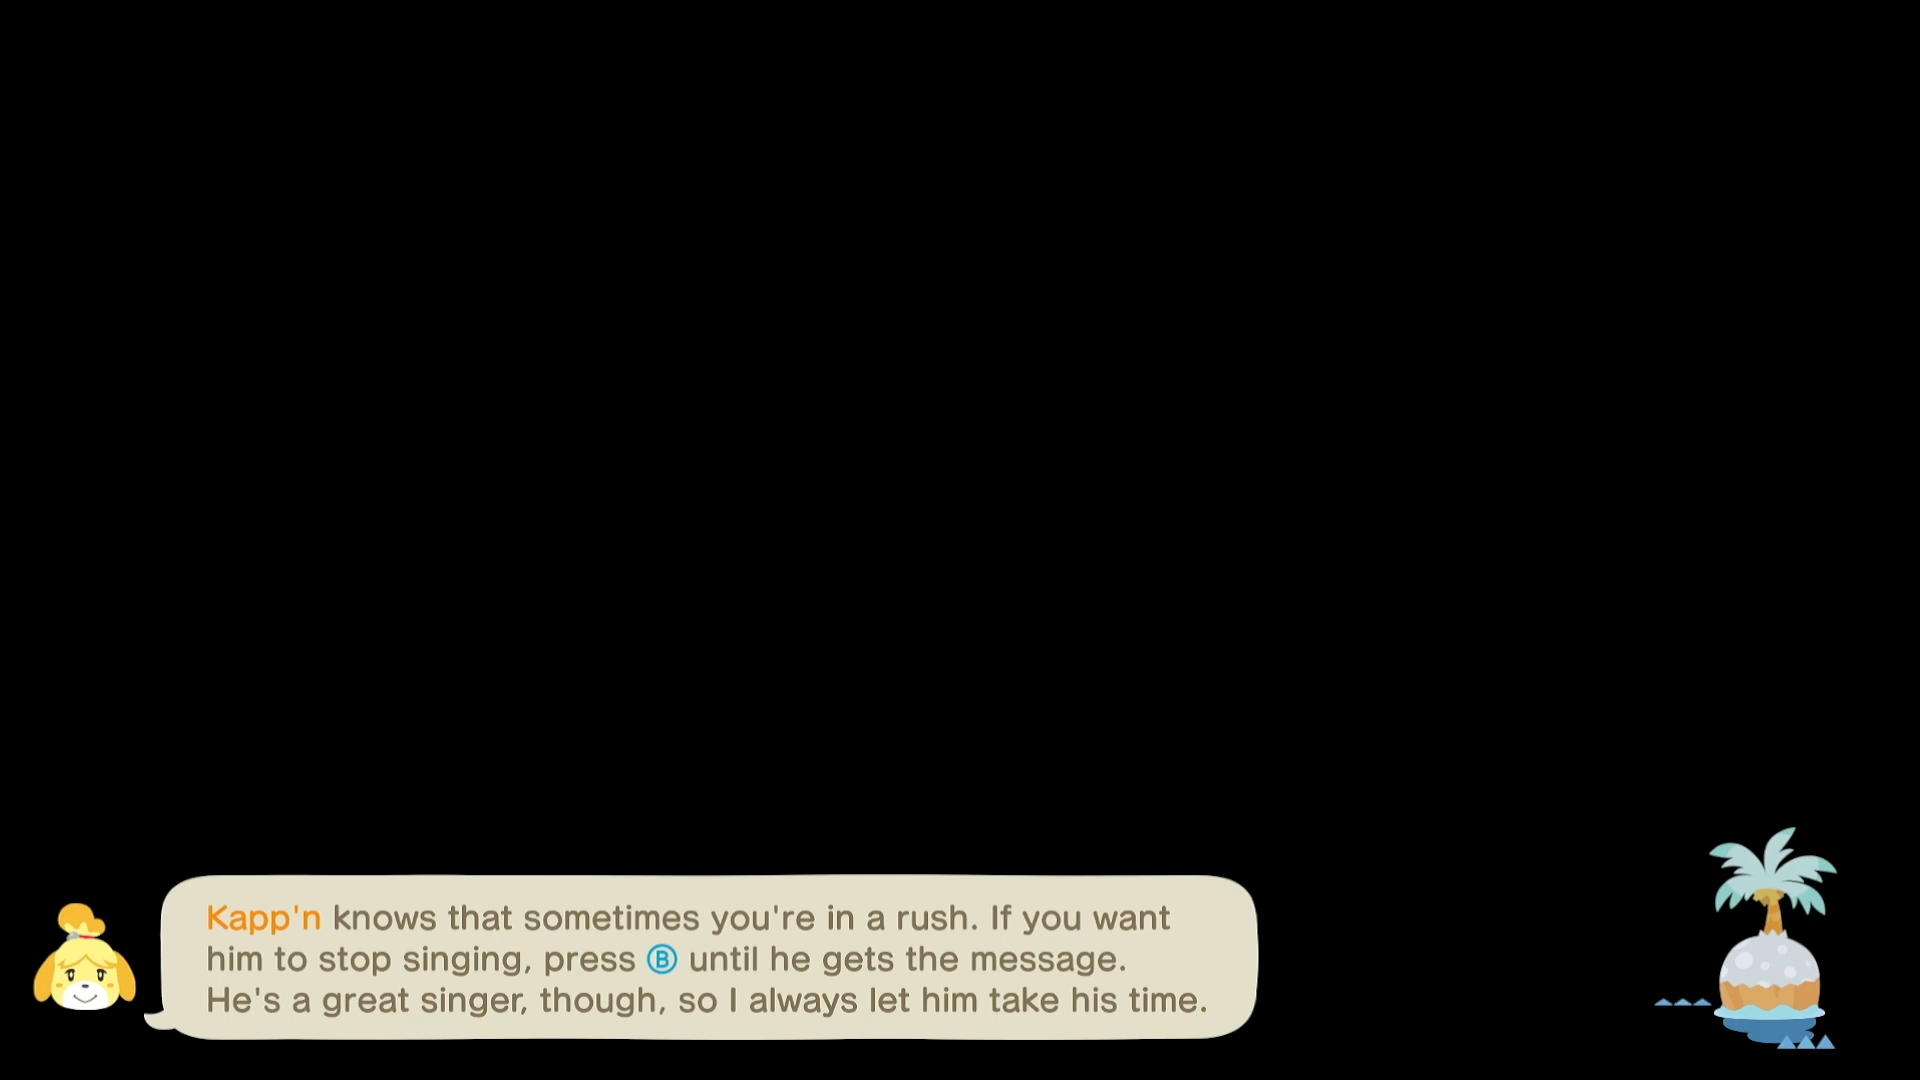 Kapp'n knows that sometimes you're in a rush. If you want
him to stop singing, press Ⓑ until he gets the message.
He's a great singer, though, so I always let him take his time.